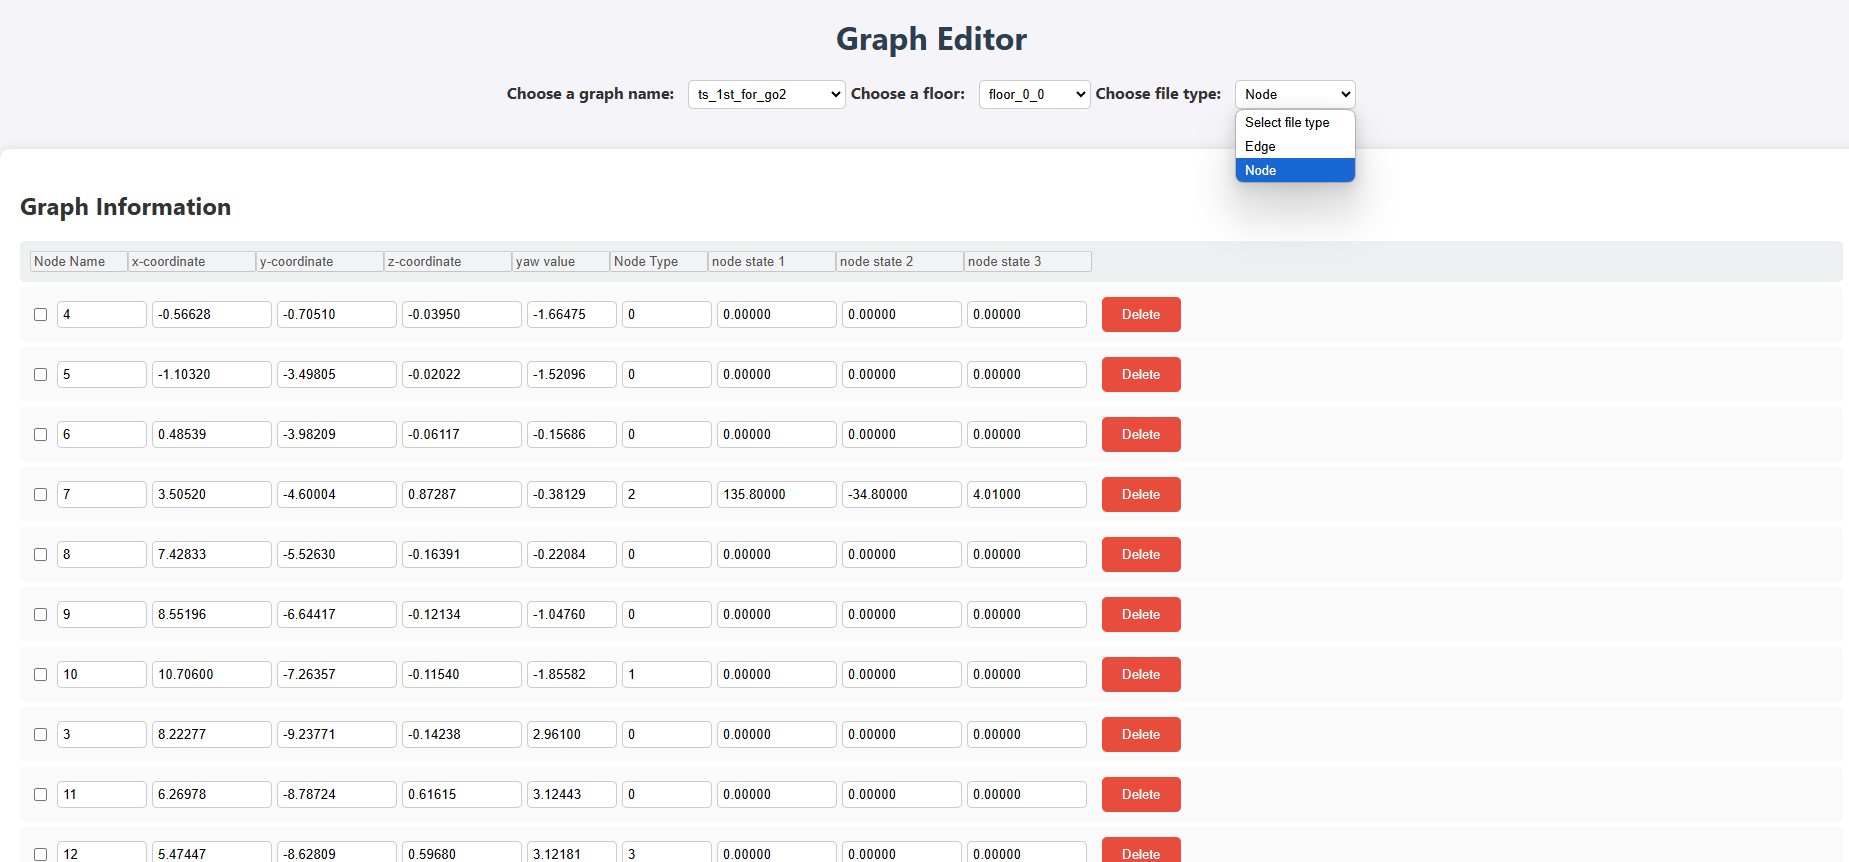 Graph Editor
Choose a graph name: ts_1st_for_go2 Choose a floor: floor_0_0 Choose file type: Node
Select file type
Edge
Node
Graph Information
Node Name x-coordinate y-coordinate z-coordinate yaw value Node Type node state 1 node state 2 node state 3
4 -0.56628 -0.70510 -0.03950 -1.66475 0 0.00000 0.00000 0.00000 Delete
5 -1.10320 -3.49805 -0.02022 -1.52096 0 0.00000 0.00000 0.00000 Delete
6 0.48539 -3.98209 -0.06117 -0.15686 0 0.00000 0.00000 0.00000 Delete
7 3.50520 -4.60004 0.87287 -0.38129 2 135.80000 -34.80000 4.01000 Delete
8 7.42833 -5.52630 -0.16391 -0.22084 0 0.00000 0.00000 0.00000 Delete
9 8.55196 -6.64417 -0.12134 -1.04760 0 0.00000 0.00000 0.00000 Delete
10 10.70600 -7.26357 -0.11540 -1.85582 1 0.00000 0.00000 0.00000 Delete
3 8.22277 -9.23771 -0.14238 2.96100 0 0.00000 0.00000 0.00000 Delete
11 6.26978 -8.78724 0.61615 3.12443 0 0.00000 0.00000 0.00000 Delete
12 5.47447 -8.62809 0.59680 3.12181 3 0.00000 0.00000 0.00000 Delete